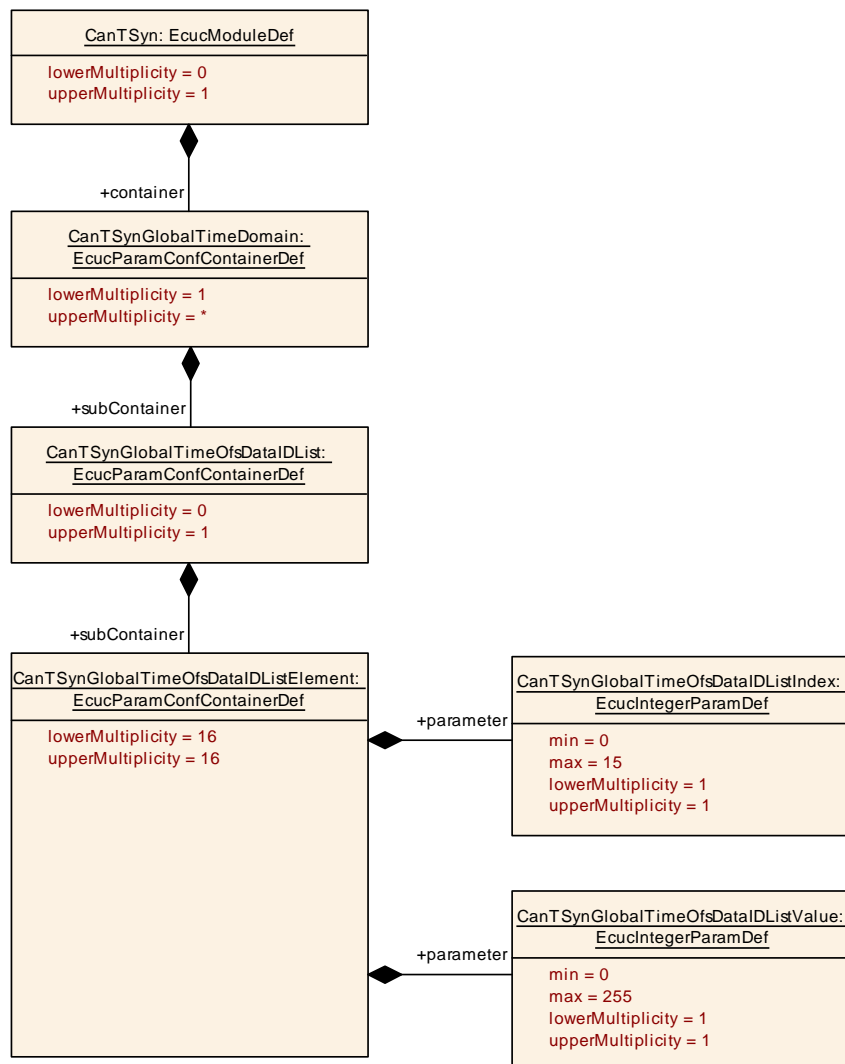 CanTSyn: EcucModuleDef
lowerMultiplicity = 0
upperMultiplicity = 1
+container
CanTSynGlobalTimeDomain:
EcucParamConfContainerDef
lowerMultiplicity = 1
upperMultiplicity = *
+subContainer
CanTSynGlobalTimeOfsDataIDList:
EcucParamConfContainerDef
lowerMultiplicity = 0
upperMultiplicity = 1
+subContainer
CanTSynGlobalTimeOfsDataIDListElement:
EcucParamConfContainerDef
lowerMultiplicity = 16
upperMultiplicity = 16
+parameter
CanTSynGlobalTimeOfsDataIDListIndex:
EcucIntegerParamDef
min = 0
max = 15
lowerMultiplicity = 1
upperMultiplicity = 1
+parameter
CanTSynGlobalTimeOfsDataIDListValue:
EcucIntegerParamDef
min = 0
max = 255
lowerMultiplicity = 1
upperMultiplicity = 1